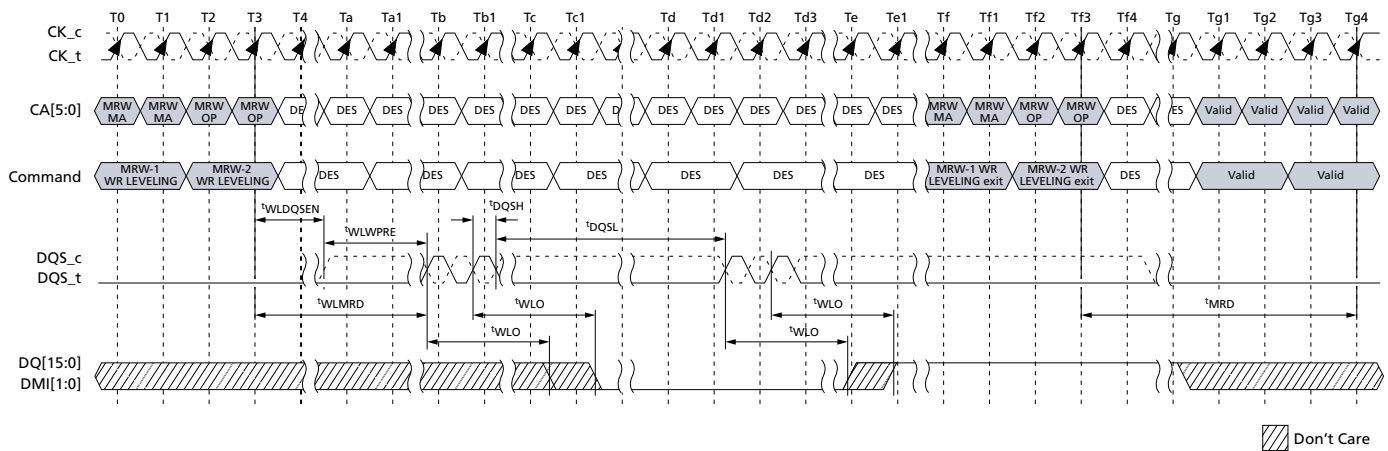 T0 T1 T2 T3 T4 Ta Ta1 Tb Tb1 Tc Tc1 Td Td1 Td2 Td3 Te Te1 Tf Tf1 Tf2 Tf3 Tf4 Tg Tg1 Tg2 Tg3 Tg4
CK_c
CK_t
CA[5:0]
MRW MA
MRW MA
MRW OP
MRW OP
DE DES DES DES DES DES DES D DES DES DES DES DES DES
MRW MA
MRW MA
MRW OP
MRW OP
DES ES Valid Valid Valid Valid
Command
MRW-1
WR LEVELING
MRW-2
WR LEVELING
DES DES DES DES DES DES DES DES DES
MRW-1 WR
LEVELING exit
MRW-2 WR
LEVELING exit
DES Valid Valid
tWLDQSEN
tDQSH
tWLWPRE
tDQSL
DQS_c
DQS_t
tWLMRD
tWLO
tWLO
tMRD
tWLO
tWLO
DQ[15:0]
DMI[1:0]
Don't Care